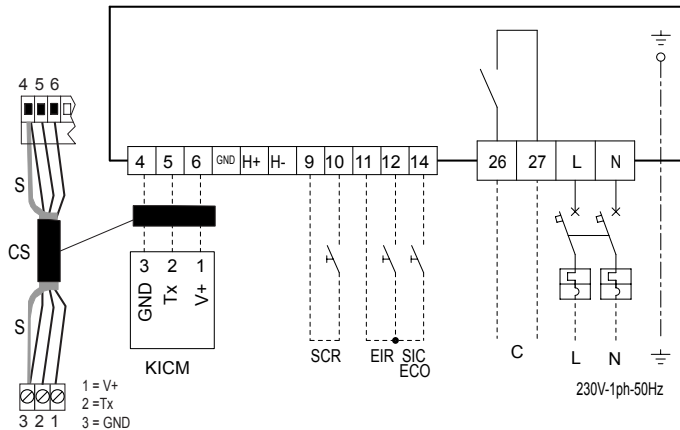 4 5 6
S
CS
S
3 2 1
1 = V+
2 =Tx
3 = GND
4 5 6 GND H+ H- 9 10 11 12 14
26 27 L N
3 2 1
GND Tx V+
KICM
SCR
EIR SIC
ECO
C
L N
230V-1ph-50Hz